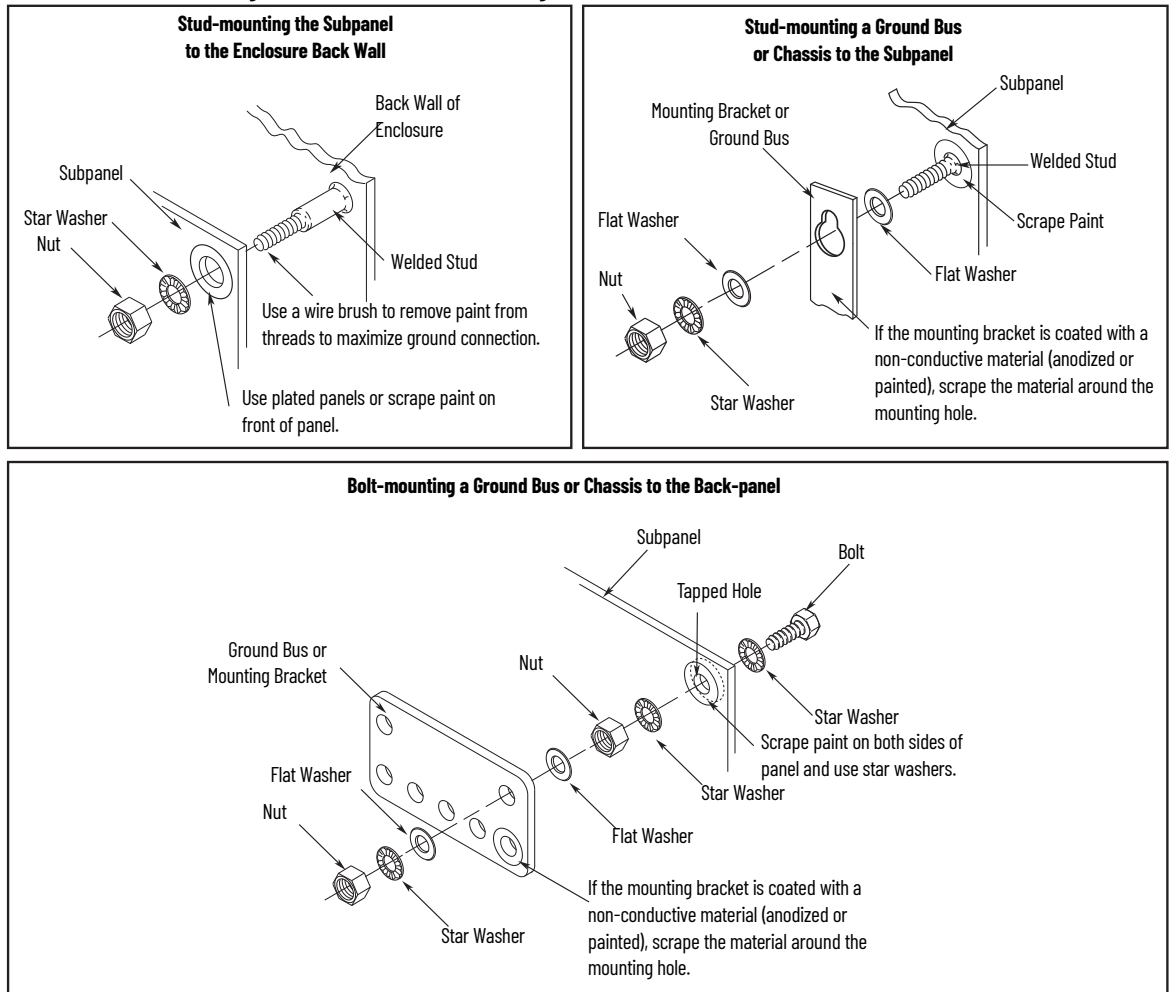 Stud-mounting the Subpanel
to the Enclosure Back Wall
Back Wall of
Enclosure
Subpanel
Star Washer
Nut
Welded Stud
Use a wire brush to remove paint from
threads to maximize ground connection.
Use plated panels or scrape paint on
front of panel.
Stud-mounting a Ground Bus
or Chassis to the Subpanel
Subpanel
Mounting Bracket or
Ground Bus
Welded Stud
Scrape Paint
Flat Washer
Flat Washer
Nut
If the mounting bracket is coated with a
non-conductive material (anodized or
painted), scrape the material around the
mounting hole.
Star Washer
Bolt-mounting a Ground Bus or Chassis to the Back-panel
Subpanel
Bolt
Tapped Hole
Ground Bus or
Mounting Bracket
Nut
Star Washer
Scrape paint on both sides of
panel and use star washers.
Star Washer
Flat Washer
Flat Washer
Nut
If the mounting bracket is coated with a
non-conductive material (anodized or
painted), scrape the material around the
mounting hole.
Star Washer